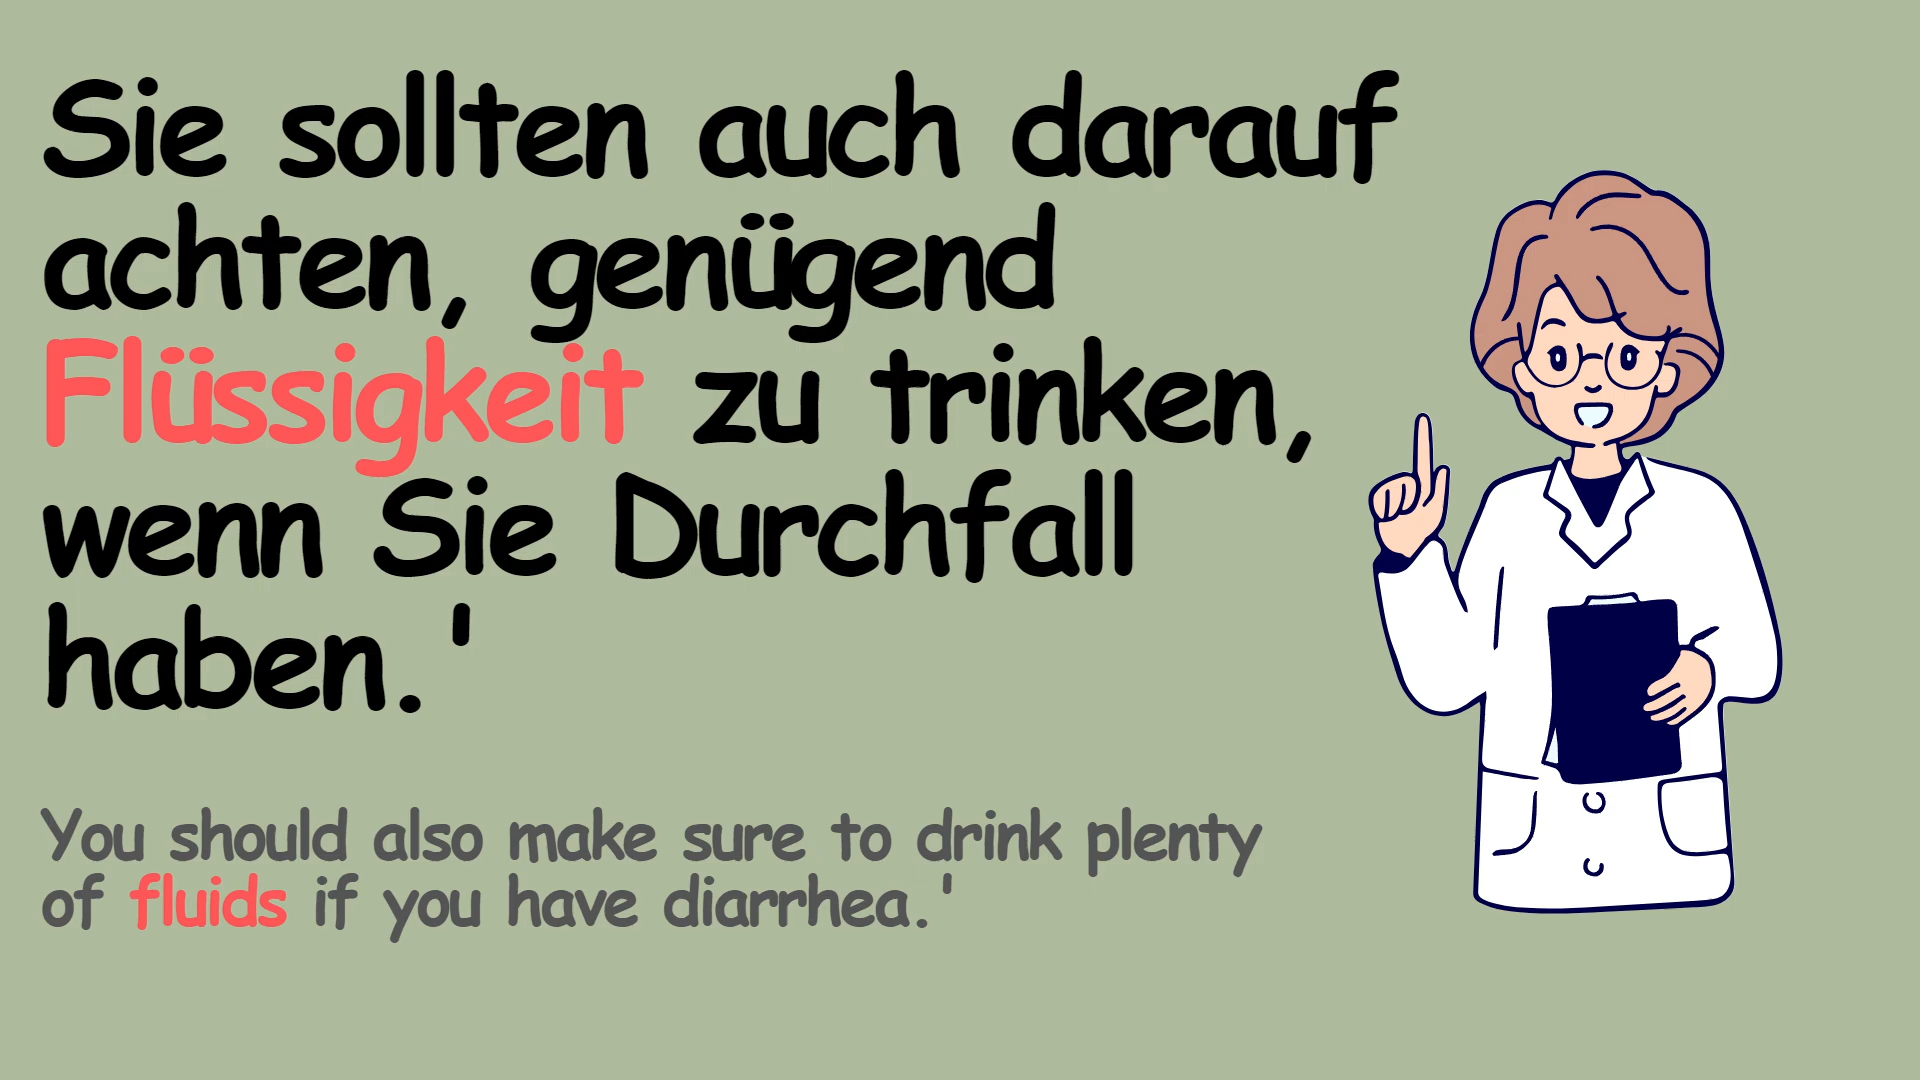 Sie sollten auch darauf
achten, genügend
Flüssigkeit zu trinken,
wenn Sie Durchfall
haben.'
You should also make sure to drink plenty
of fluids if you have diarrhea.'